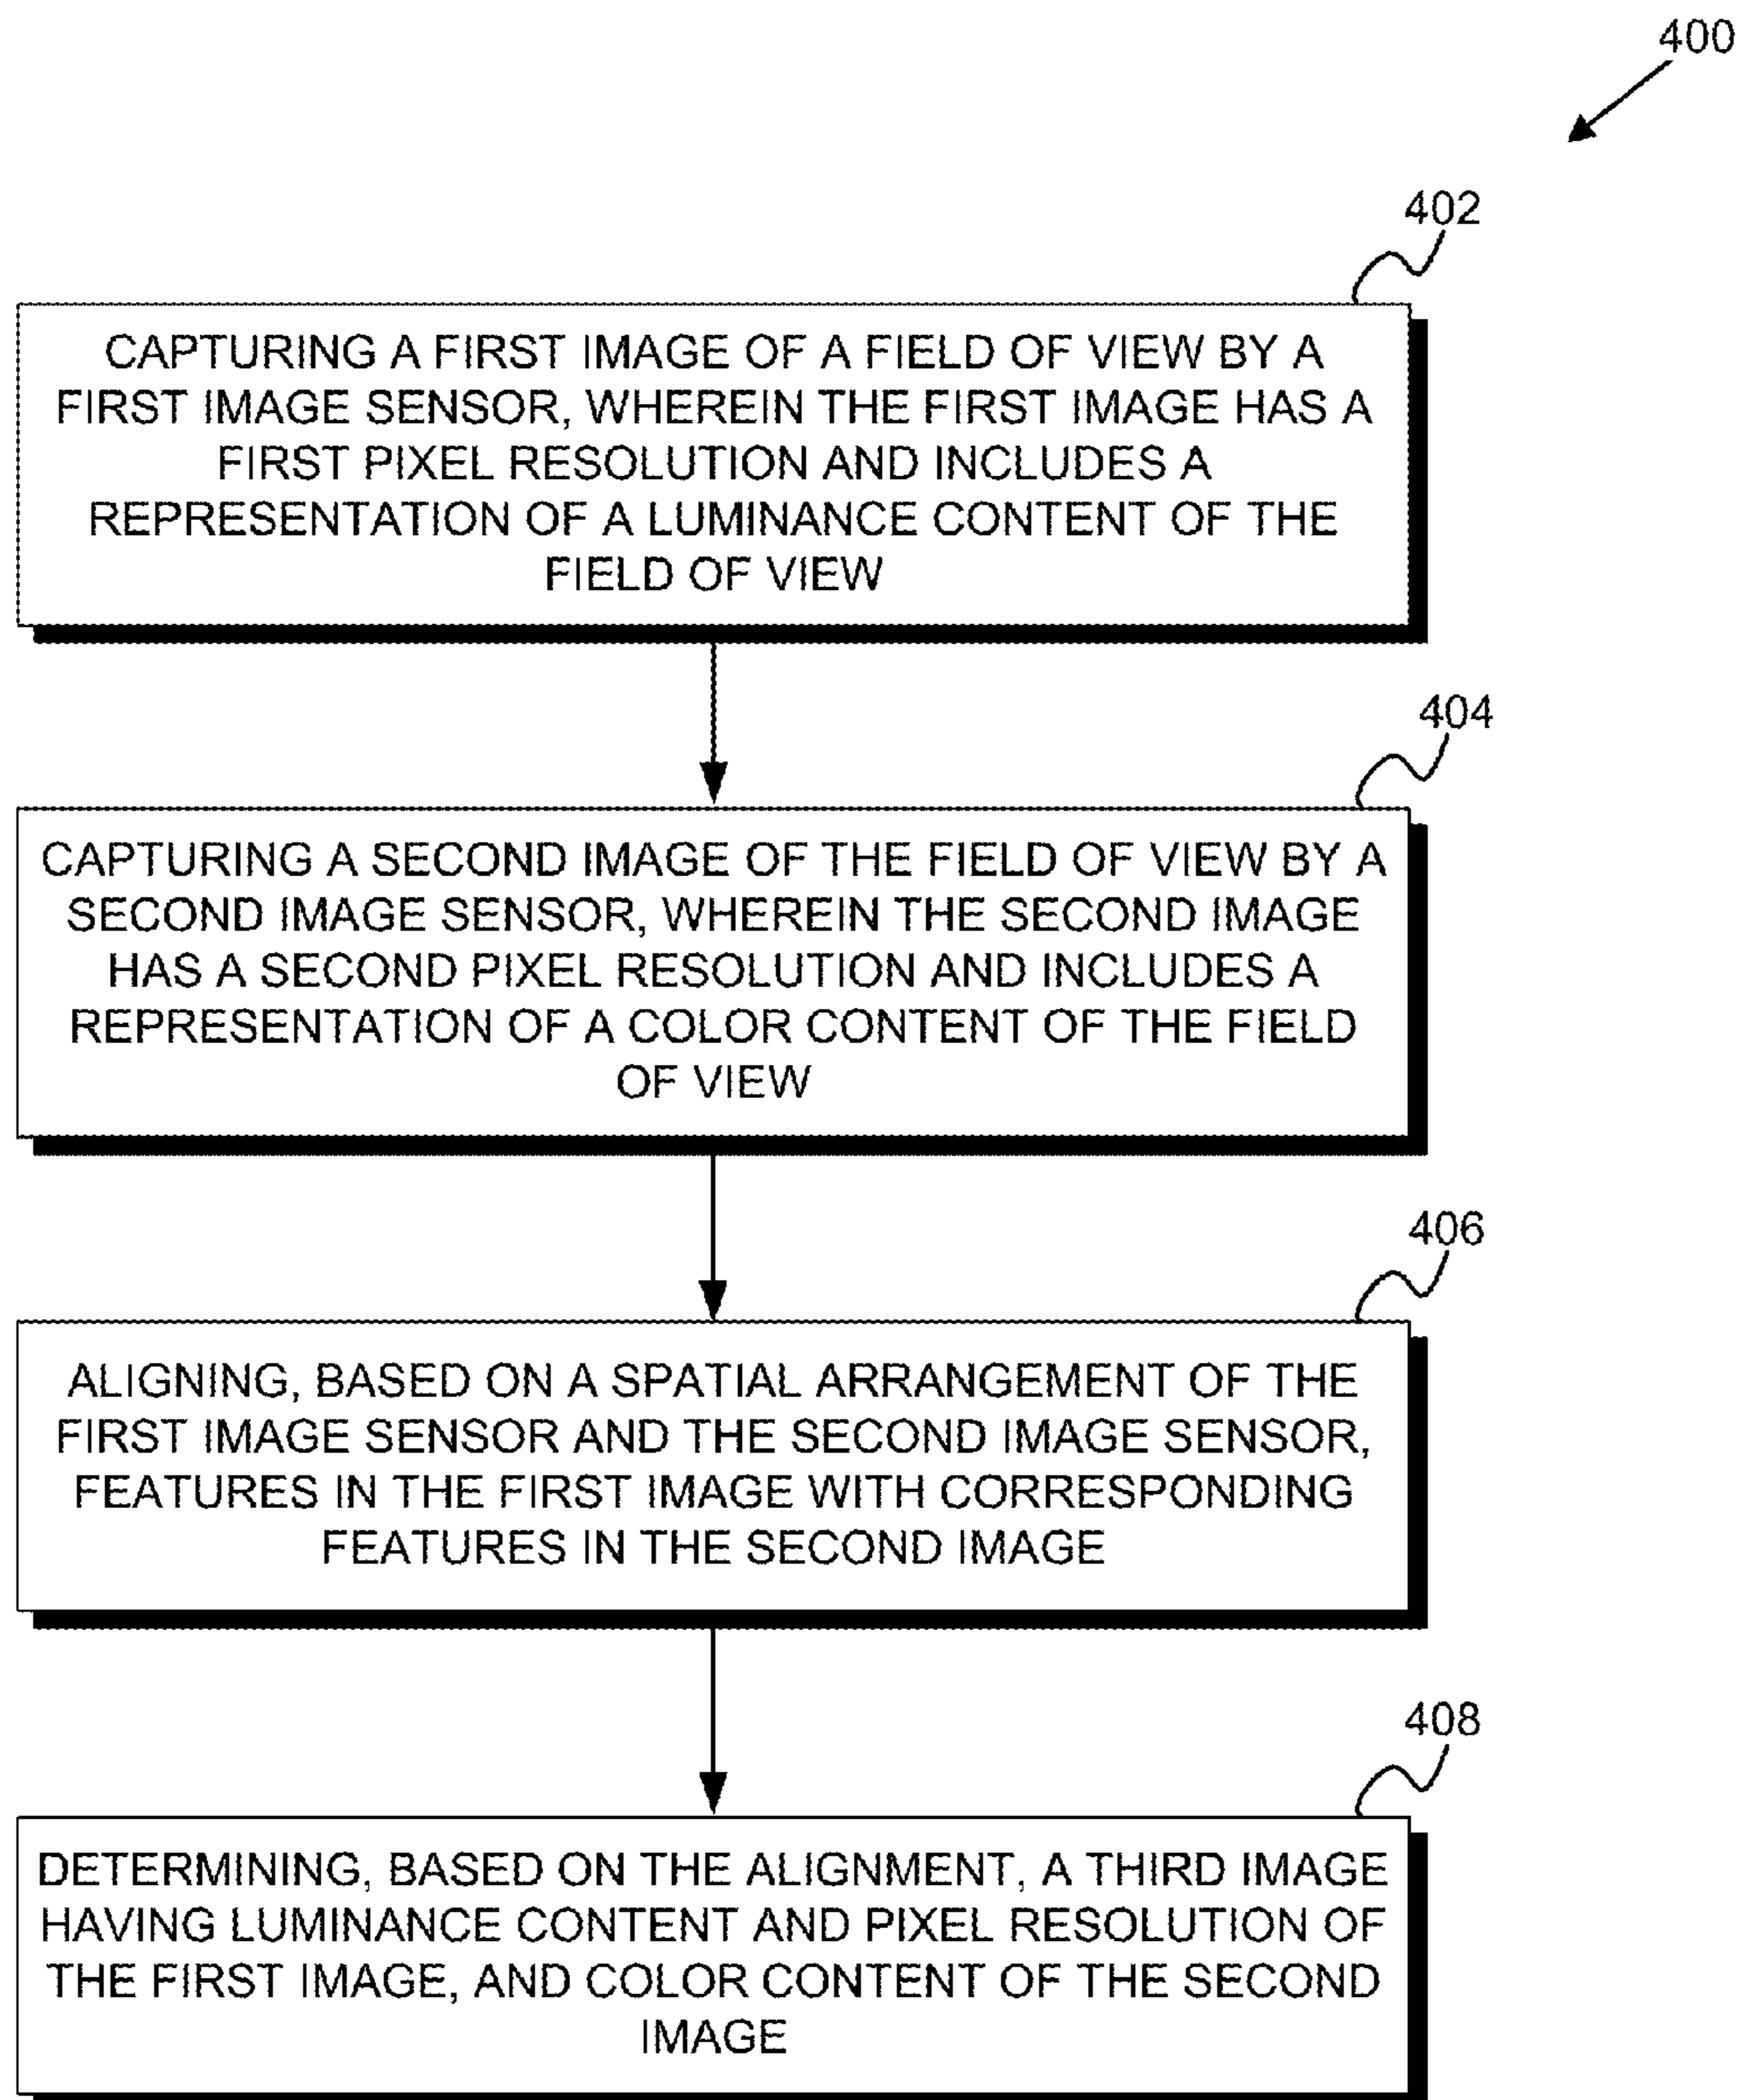 400
402
CAPTURING A FIRST IMAGE OF A FIELD OF VIEW BY A
FIRST IMAGE SENSOR, WHEREIN THE FIRST IMAGE HAS A
FIRST PIXEL RESOLUTION AND INCLUDES A
REPRESENTATION OF A LUMINANCE CONTENT OF THE
FIELD OF VIEW
404
CAPTURING A SECOND IMAGE OF THE FIELD OF VIEW BY A
SECOND IMAGE SENSOR, WHEREIN THE SECOND IMAGE
HAS A SECOND PIXEL RESOLUTION AND INCLUDES A
REPRESENTATION OF A COLOR CONTENT OF THE FIELD
OF VIEW
406
ALIGNING, BASED ON A SPATIAL ARRANGEMENT OF THE
FIRST IMAGE SENSOR AND THE SECOND IMAGE SENSOR,
FEATURES IN THE FIRST IMAGE WITH CORRESPONDING
FEATURES IN THE SECOND IMAGE
408
DETERMINING, BASED ON THE ALIGNMENT, A THIRD IMAGE
HAVING LUMINANCE CONTENT AND PIXEL RESOLUTION OF
THE FIRST IMAGE, AND COLOR CONTENT OF THE SECOND
IMAGE